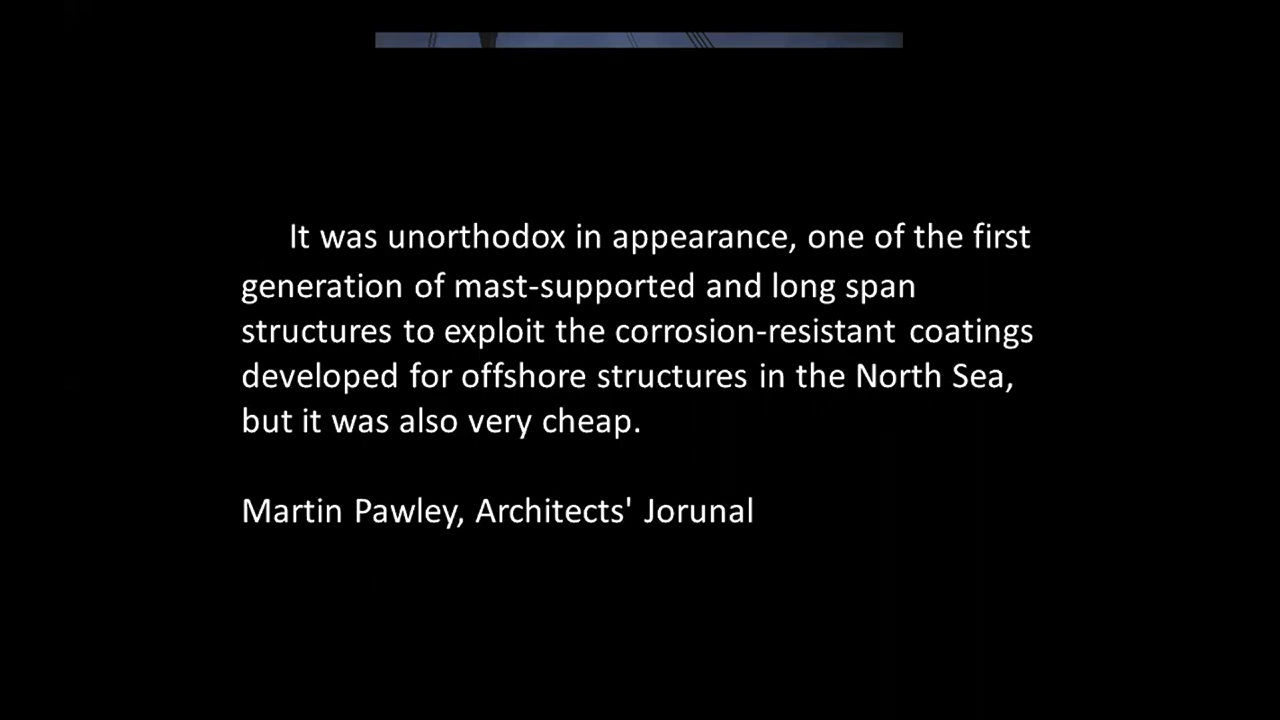 It was unorthodox in appearance, one of the first
generation of mast-supported and long span
structures to exploit the corrosion-resistant coatings
developed for offshore structures in the North Sea,
but it was also very cheap.
Martin Pawley, Architects' Jorunal